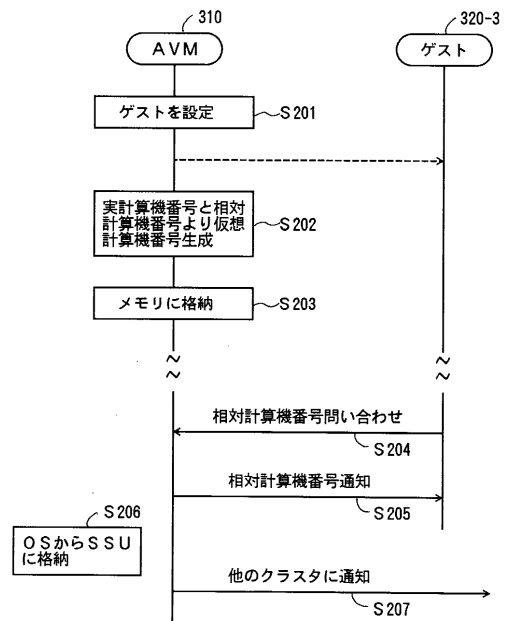 310
AVM
320-3
ゲスト
ゲストを設定
S201
実計算機番号と相対
計算機番号より仮想
計算機番号生成
S202
メモリに格納
S203
相対計算機番号問い合わせ
S204
相対計算機番号通知
S205
S206
OSからSSU
に格納
他のクラスタに通知
S207